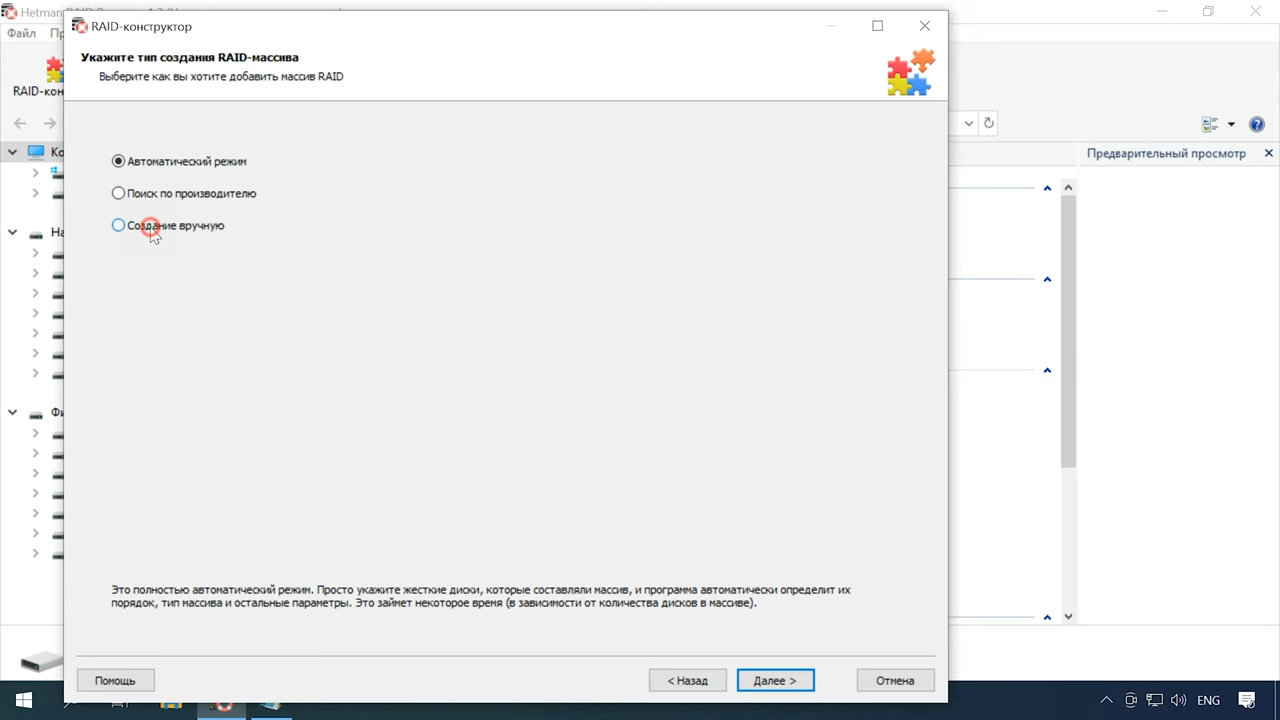 Hetman
RAID-конструктор
Файл
Укажите тип создания RAID-массива
Выберите как вы хотите добавить массив RAID
RAID-кон
Предварительный просмотр
Автоматический режим
Поиск по производителю
Создание вручную
Это полностью автоматический режим. Просто укажите жесткие диски, которые составляли массив, и программа автоматически определит их
порядок, тип массива и остальные параметры. Это займет некоторое время (в зависимости от количества дисков в массиве).
Помощь
< Назад
Далее >
Отмена
ENG